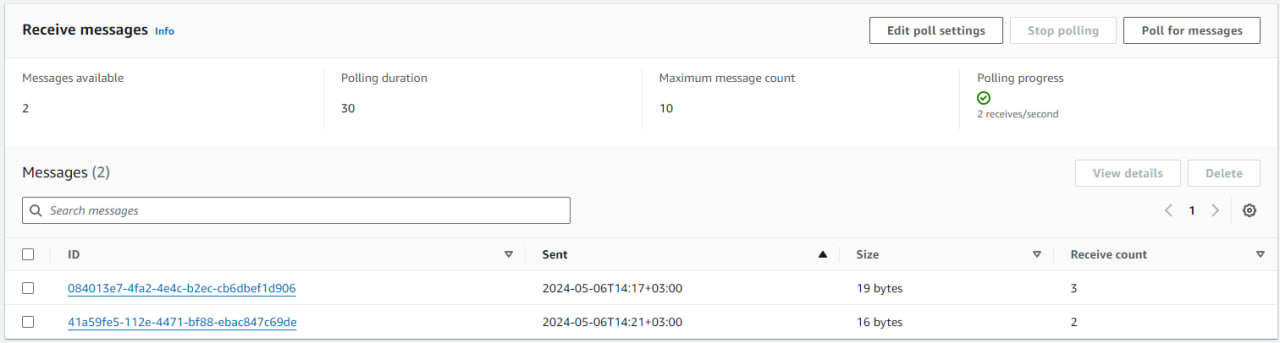 Receive messages Info Edit poll settings Stop polling Poll for messages
Messages available Polling duration Maximum message count Polling progress
2 30 10
2 receives/second
Messages (2) View details Delete
Search messages 1
ID Sent Size Receive count
084013e7-4fa2-4e4c-b2ec-cb6dbef1d906 2024-05-06T14:17+03:00 19 bytes 3
41a59fe5-112e-4471-bf88-ebac847c69de 2024-05-06T14:21+03:00 16 bytes 2